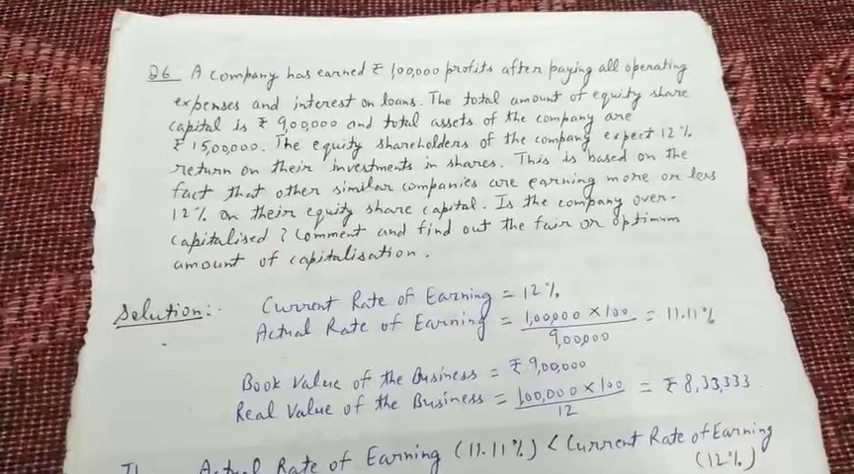 Q6 A company has earned ₹ 1,00,000 profits after paying all operating
expenses and interest on loans. The total amount of equity share
capital is ₹ 9,00,000 and total assets of the company are
₹ 15,00,000. The equity shareholders of the company expect 12%
return on their investments in shares. This is based on the
fact that other similar companies are earning more or less
12% on their equity share capital. Is the company over-
capitalised? Comment and find out the fair or optimum
amount of capitalisation.
Solution:- Current Rate of Earning = 12%
Actual Rate of Earning = 1,00,000 × 100 / 9,00,000 = 11.11%
Book Value of the Business = ₹ 9,00,000
Real Value of the Business = 1,00,000 × 100 / 12 = ₹ 8,33,333
Actual Rate of Earning (11.11%) < Current Rate of Earning
(12%)